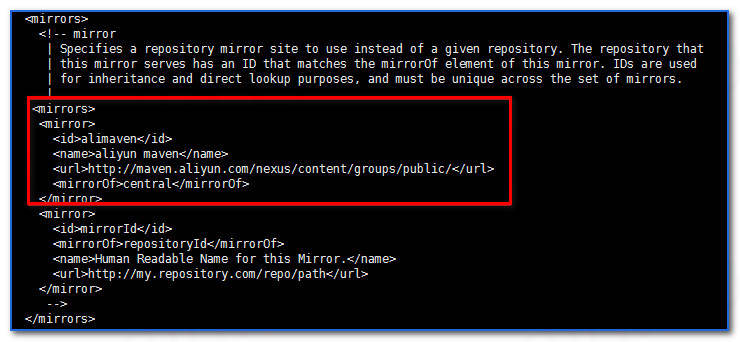 <mirrors>
<!-- mirror
| Specifies a repository mirror site to use instead of a given repository. The repository that
| this mirror serves has an ID that matches the mirrorOf element of this mirror. IDs are used
| for inheritance and direct lookup purposes, and must be unique across the set of mirrors.
|
<mirrors>
<mirror>
<id>alimaven</id>
<name>aliyun maven</name>
<url>http://maven.aliyun.com/nexus/content/groups/public/</url>
<mirrorOf>central</mirrorOf>
</mirror>
<mirror>
<id>mirrorId</id>
<mirrorOf>repositoryId</mirrorOf>
<name>Human Readable Name for this Mirror.</name>
<url>http://my.repository.com/repo/path</url>
</mirror>
-->
</mirrors>